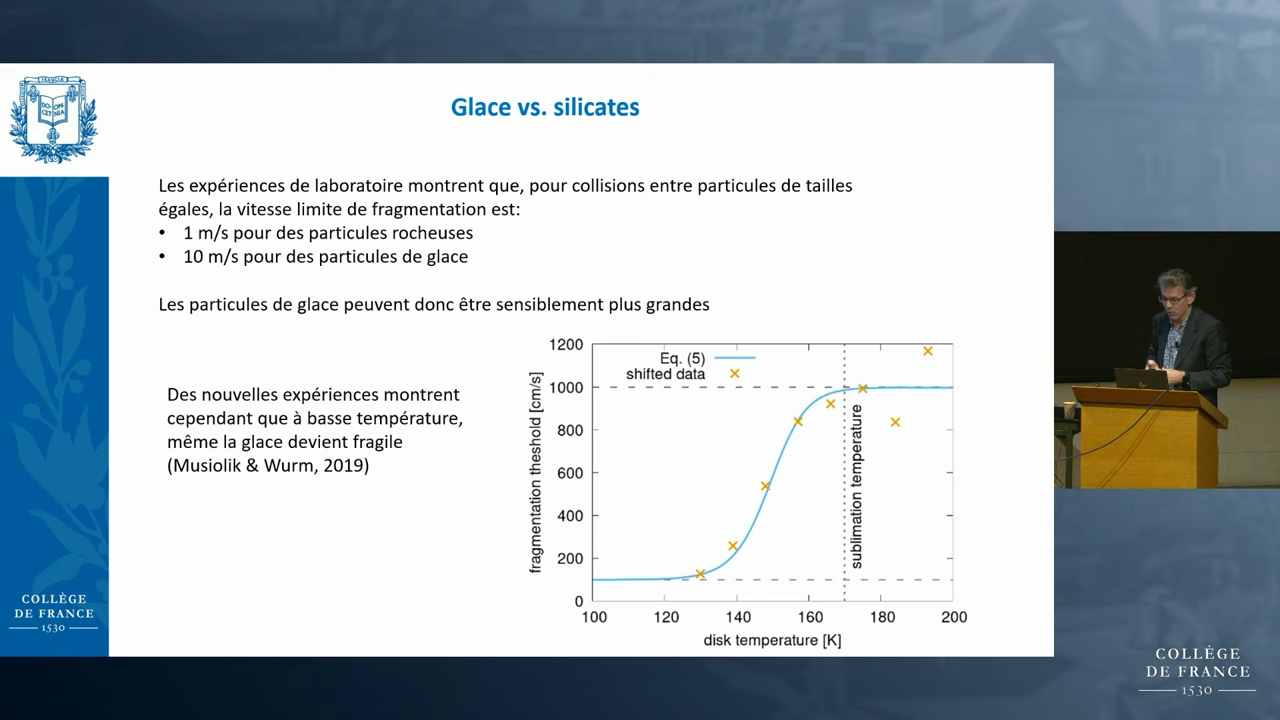 Glace vs. silicates
Les expériences de laboratoire montrent que, pour collisions entre particules de tailles
égales, la vitesse limite de fragmentation est:
• 1 m/s pour des particules rocheuses
• 10 m/s pour des particules de glace
Les particules de glace peuvent donc être sensiblement plus grandes
Des nouvelles expériences montrent
cependant que à basse température,
même la glace devient fragile
(Musiolik & Wurm, 2019)
fragmentation theshold [cm/s]
1200
1000
800
600
400
200
0
Eq. (5)
shifted data
sublimation temperature
100 120 140 160 180 200
disk temperature [K]
COLLÈGE
DE FRANCE
1530
COLLÈGE
DE FRANCE
1530